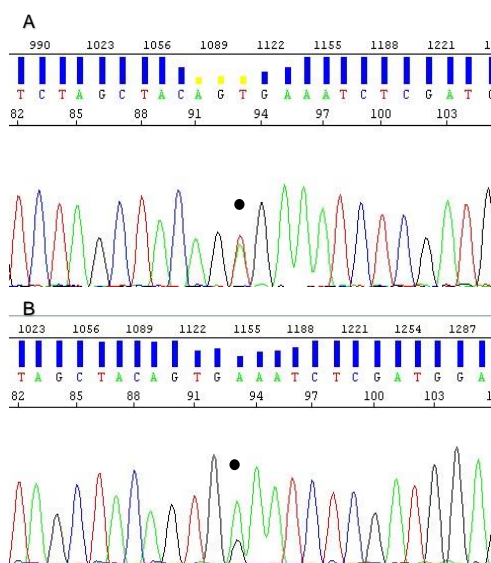 A
990 1023 1056 1089 1122 1155 1188 1221
T C T A G C T A C A G T G A A A T C T C G A T
82 85 88 91 94 97 100 103
B
1023 1056 1089 1122 1155 1188 1221 1254 1287
T A G C T A C A G T G A A A T C T C G A T G G A
82 85 88 91 94 97 100 103